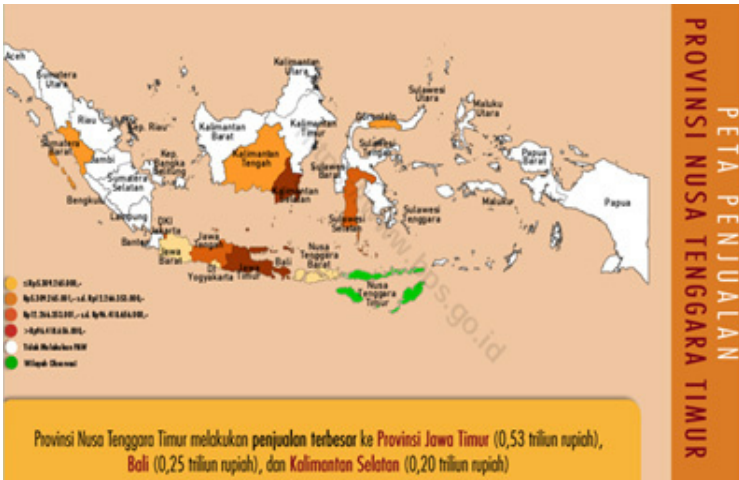 PETA PENJUALAN
PROVINSI NUSA TENGGARA TIMUR
Aceh
Sumatera
Utara
Riau
Kep. Riau
Sumatera
Barat
Jambi
Kep.
Bangka
Belitung
Sumatera
Selatan
Bengkulu
Lampung
DKI
Jakarta
Banten
Jawa
Barat
Jawa
Tengah
DI
Yogyakarta
Jawa
Timur
Bali
Nusa
Tenggara
Barat
Nusa
Tenggara
Timur
Kalimantan
Utara
Kalimantan
Barat
Kalimantan
Timur
Kalimantan
Tengah
Kalimantan
Selatan
Sulawesi
Utara
Gorontalo
Sulawesi
Tengah
Sulawesi
Barat
Sulawesi
Selatan
Sulawesi
Tenggara
Maluku
Utara
Maluku
Papua
Barat
Papua
www.bps.go.id
Tidak Melakukan PAW
Wilayah Observasi
Provinsi Nusa Tenggara Timur melakukan penjualan terbesar ke Provinsi Jawa Timur (0,53 triliun rupiah),
Bali (0,25 triliun rupiah), dan Kalimantan Selatan (0,20 triliun rupiah)